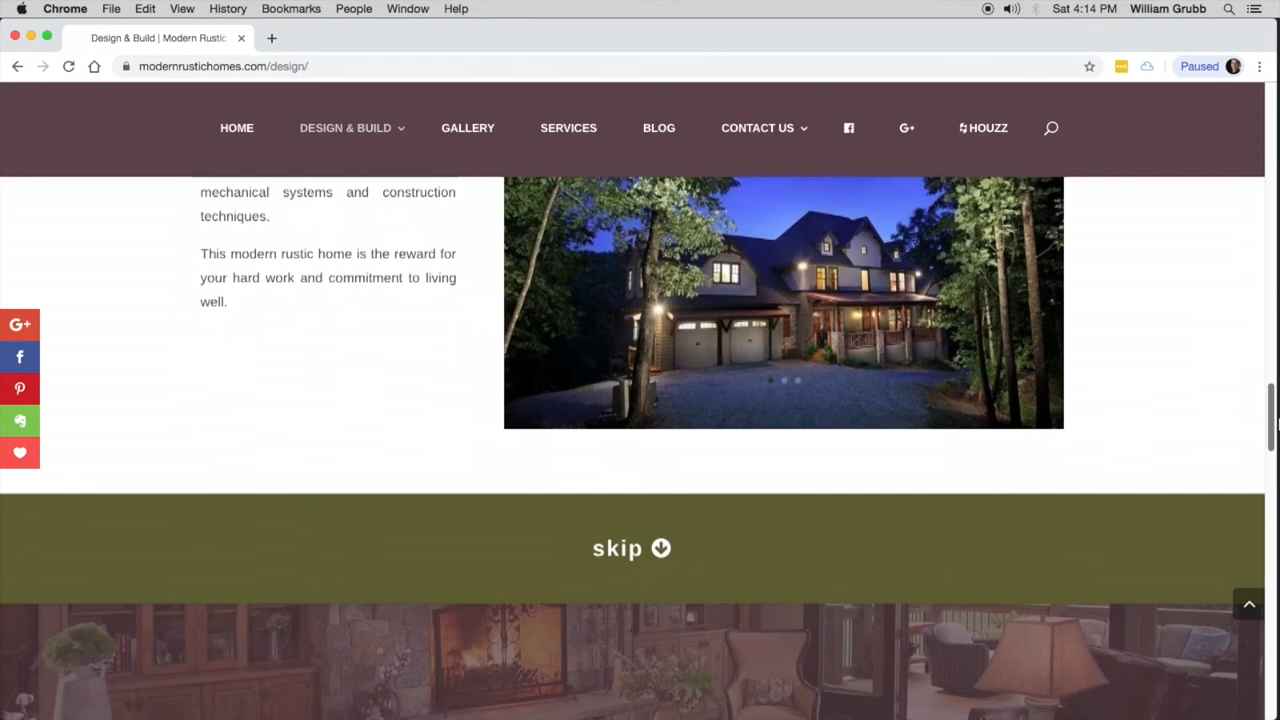 Chrome File Edit View History Bookmarks People Window Help Sat 4:14 PM William Grubb
Design & Build | Modern Rustic
modernrustichomes.com/design/ Paused
HOME DESIGN & BUILD GALLERY SERVICES BLOG CONTACT US G+ HOUZZ
mechanical systems and construction
techniques.
This modern rustic home is the reward for
your hard work and commitment to living
well.
G+
skip